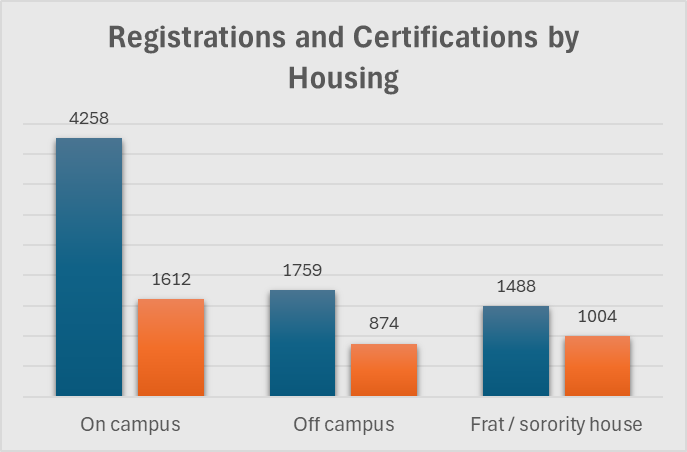 Registrations and Certifications by
Housing
4258
1612
1759
874
1488
1004
On campus
Off campus
Frat / sorority house